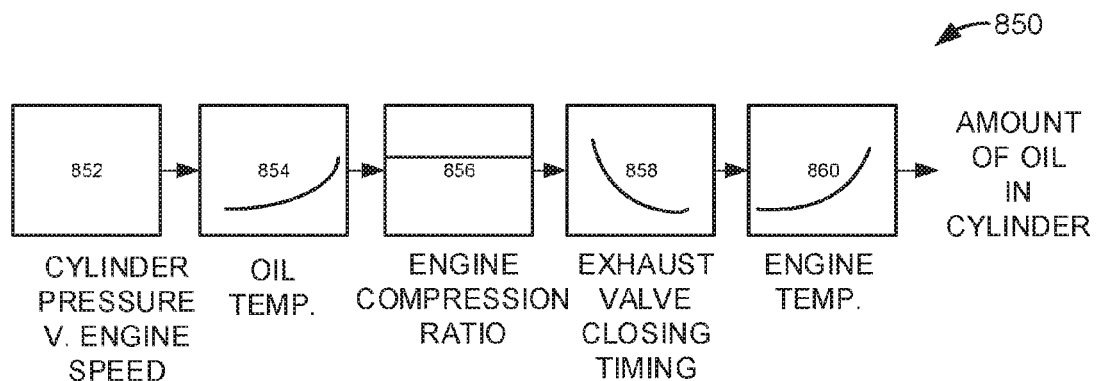 850
852
854
856
858
860
AMOUNT
OF OIL
IN
CYLINDER
CYLINDER
PRESSURE
V. ENGINE
SPEED
OIL
TEMP.
ENGINE
COMPRESSION
RATIO
EXHAUST
VALVE
CLOSING
TIMING
ENGINE
TEMP.